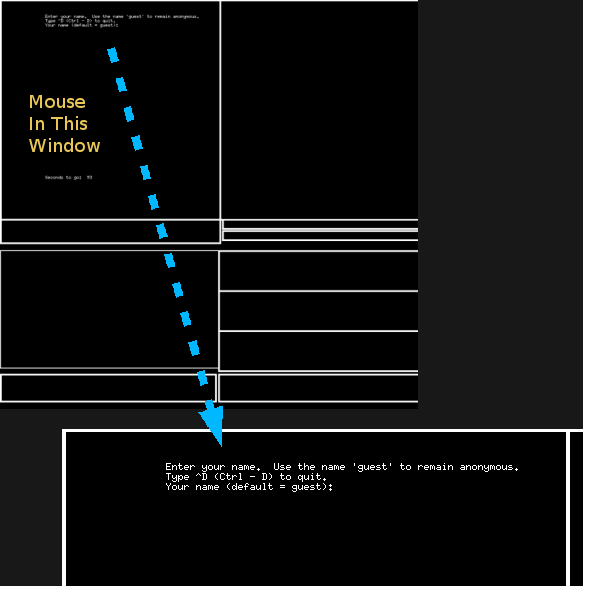 Enter your name.  Use the name 'guest' to remain anonymous.
Type ^D (Ctrl - D) to quit.
Your name (default = guest):
Mouse
In This
Window
Seconds to go:
Enter your name.  Use the name 'guest' to remain anonymous.
Type ^D (Ctrl - D) to quit.
Your name (default = guest):